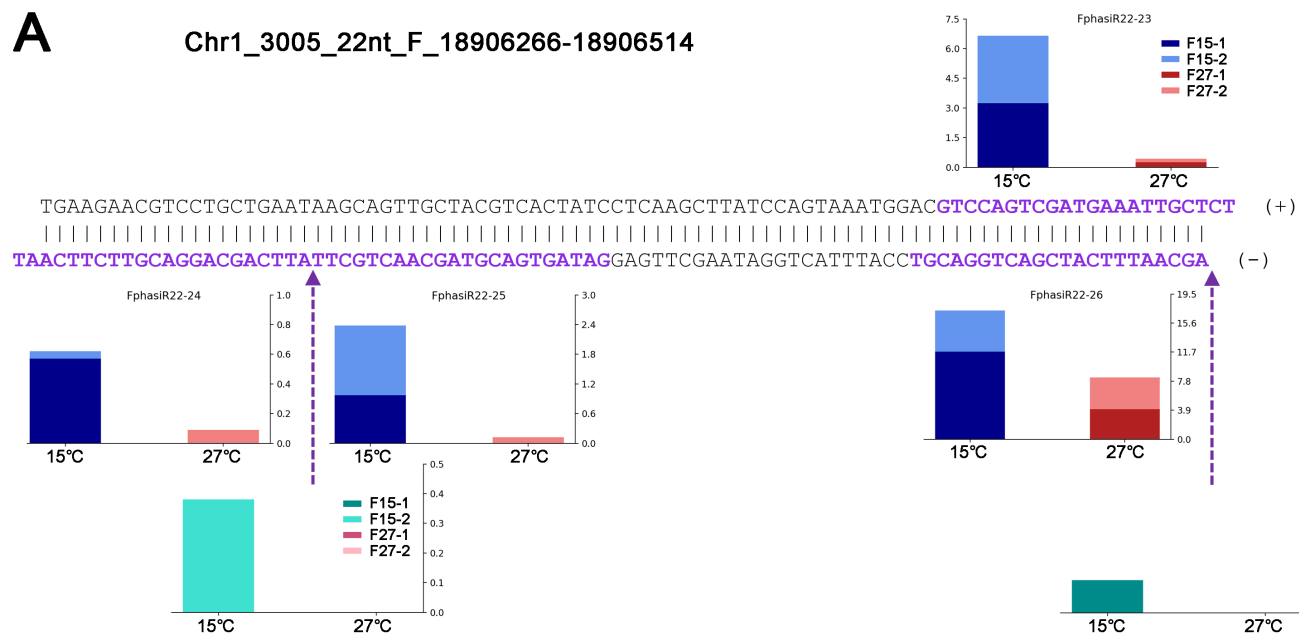 A
Chr1_3005_22nt_F_18906266-18906514
FphasiR22-23
7.5
6.0
4.5
3.0
1.5
0.0
F15-1
F15-2
F27-1
F27-2
15℃
27℃
TGAAGAACGTCCTGCTGAATAAGCAGTTGCTACGTCACTATCCTCAAGCTTATCCAGTAAATGGACGTCCAGTCGATGAAATTGCTCT (+)
TAACTTCTTGCAGGACGACTTATTCGTCAACGATGCAGTGATAGGAGTTCGAATAGGTCATTTACCTGCAGGTCAGCTACTTTAACGA (−)
FphasiR22-24
1.0
0.8
0.6
0.4
0.2
0.0
15℃
27℃
FphasiR22-25
3.0
2.4
1.8
1.2
0.6
0.0
15℃
27℃
FphasiR22-26
19.5
15.6
11.7
7.8
3.9
0.0
15℃
27℃
0.5
0.4
0.3
0.2
0.1
0.0
F15-1
F15-2
F27-1
F27-2
15℃
27℃
15℃
27℃